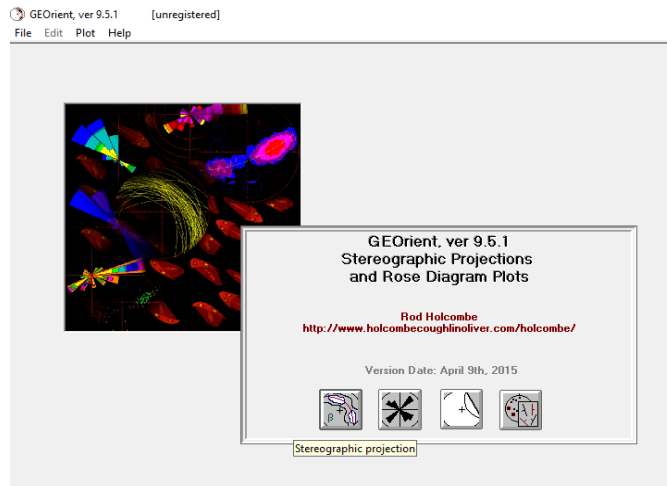 GEOrient, ver 9.5.1 [unregistered]
File Edit Plot Help
GEOrient, ver 9.5.1
Stereographic Projections
and Rose Diagram Plots
Rod Holcombe
http://www.holcombecoughlinoliver.com/holcombe/
Version Date: April 9th, 2015
β
Stereographic projection